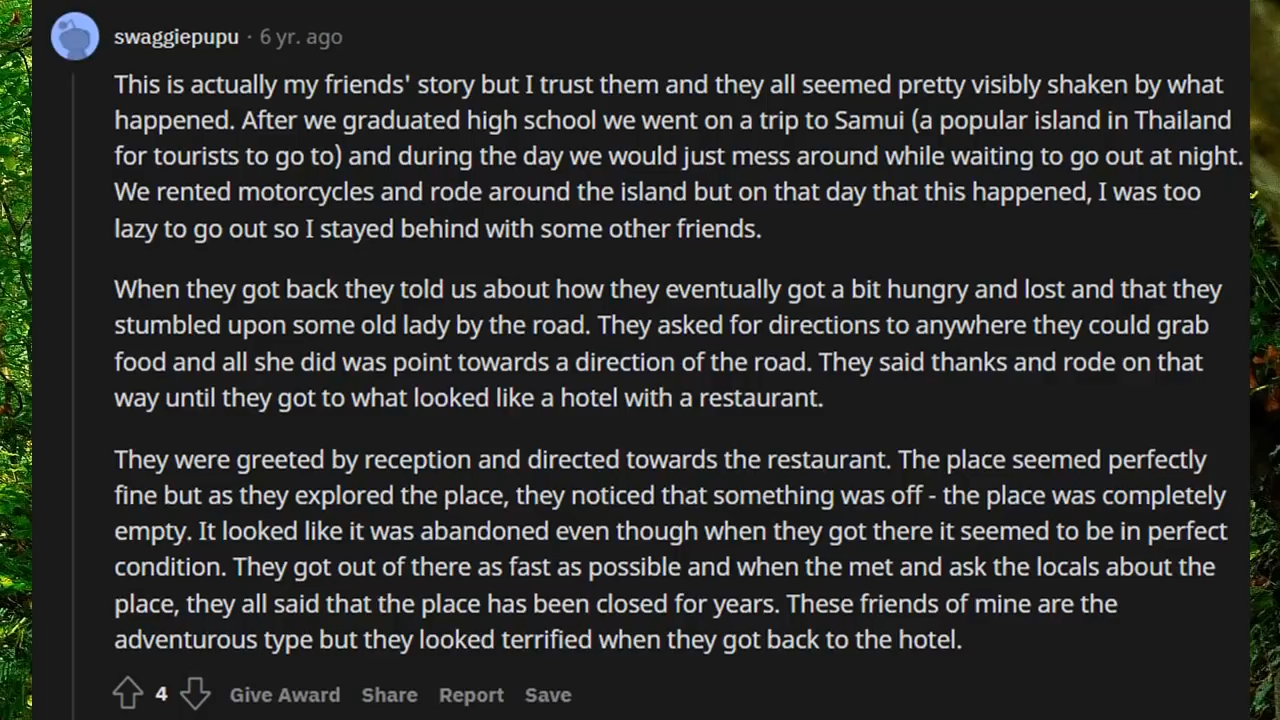 swaggiepupu · 6 yr. ago
This is actually my friends' story but I trust them and they all seemed pretty visibly shaken by what
happened. After we graduated high school we went on a trip to Samui (a popular island in Thailand
for tourists to go to) and during the day we would just mess around while waiting to go out at night.
We rented motorcycles and rode around the island but on that day that this happened, I was too
lazy to go out so I stayed behind with some other friends.
When they got back they told us about how they eventually got a bit hungry and lost and that they
stumbled upon some old lady by the road. They asked for directions to anywhere they could grab
food and all she did was point towards a direction of the road. They said thanks and rode on that
way until they got to what looked like a hotel with a restaurant.
They were greeted by reception and directed towards the restaurant. The place seemed perfectly
fine but as they explored the place, they noticed that something was off - the place was completely
empty. It looked like it was abandoned even though when they got there it seemed to be in perfect
condition. They got out of there as fast as possible and when the met and ask the locals about the
place, they all said that the place has been closed for years. These friends of mine are the
adventurous type but they looked terrified when they got back to the hotel.
4 Give Award Share Report Save